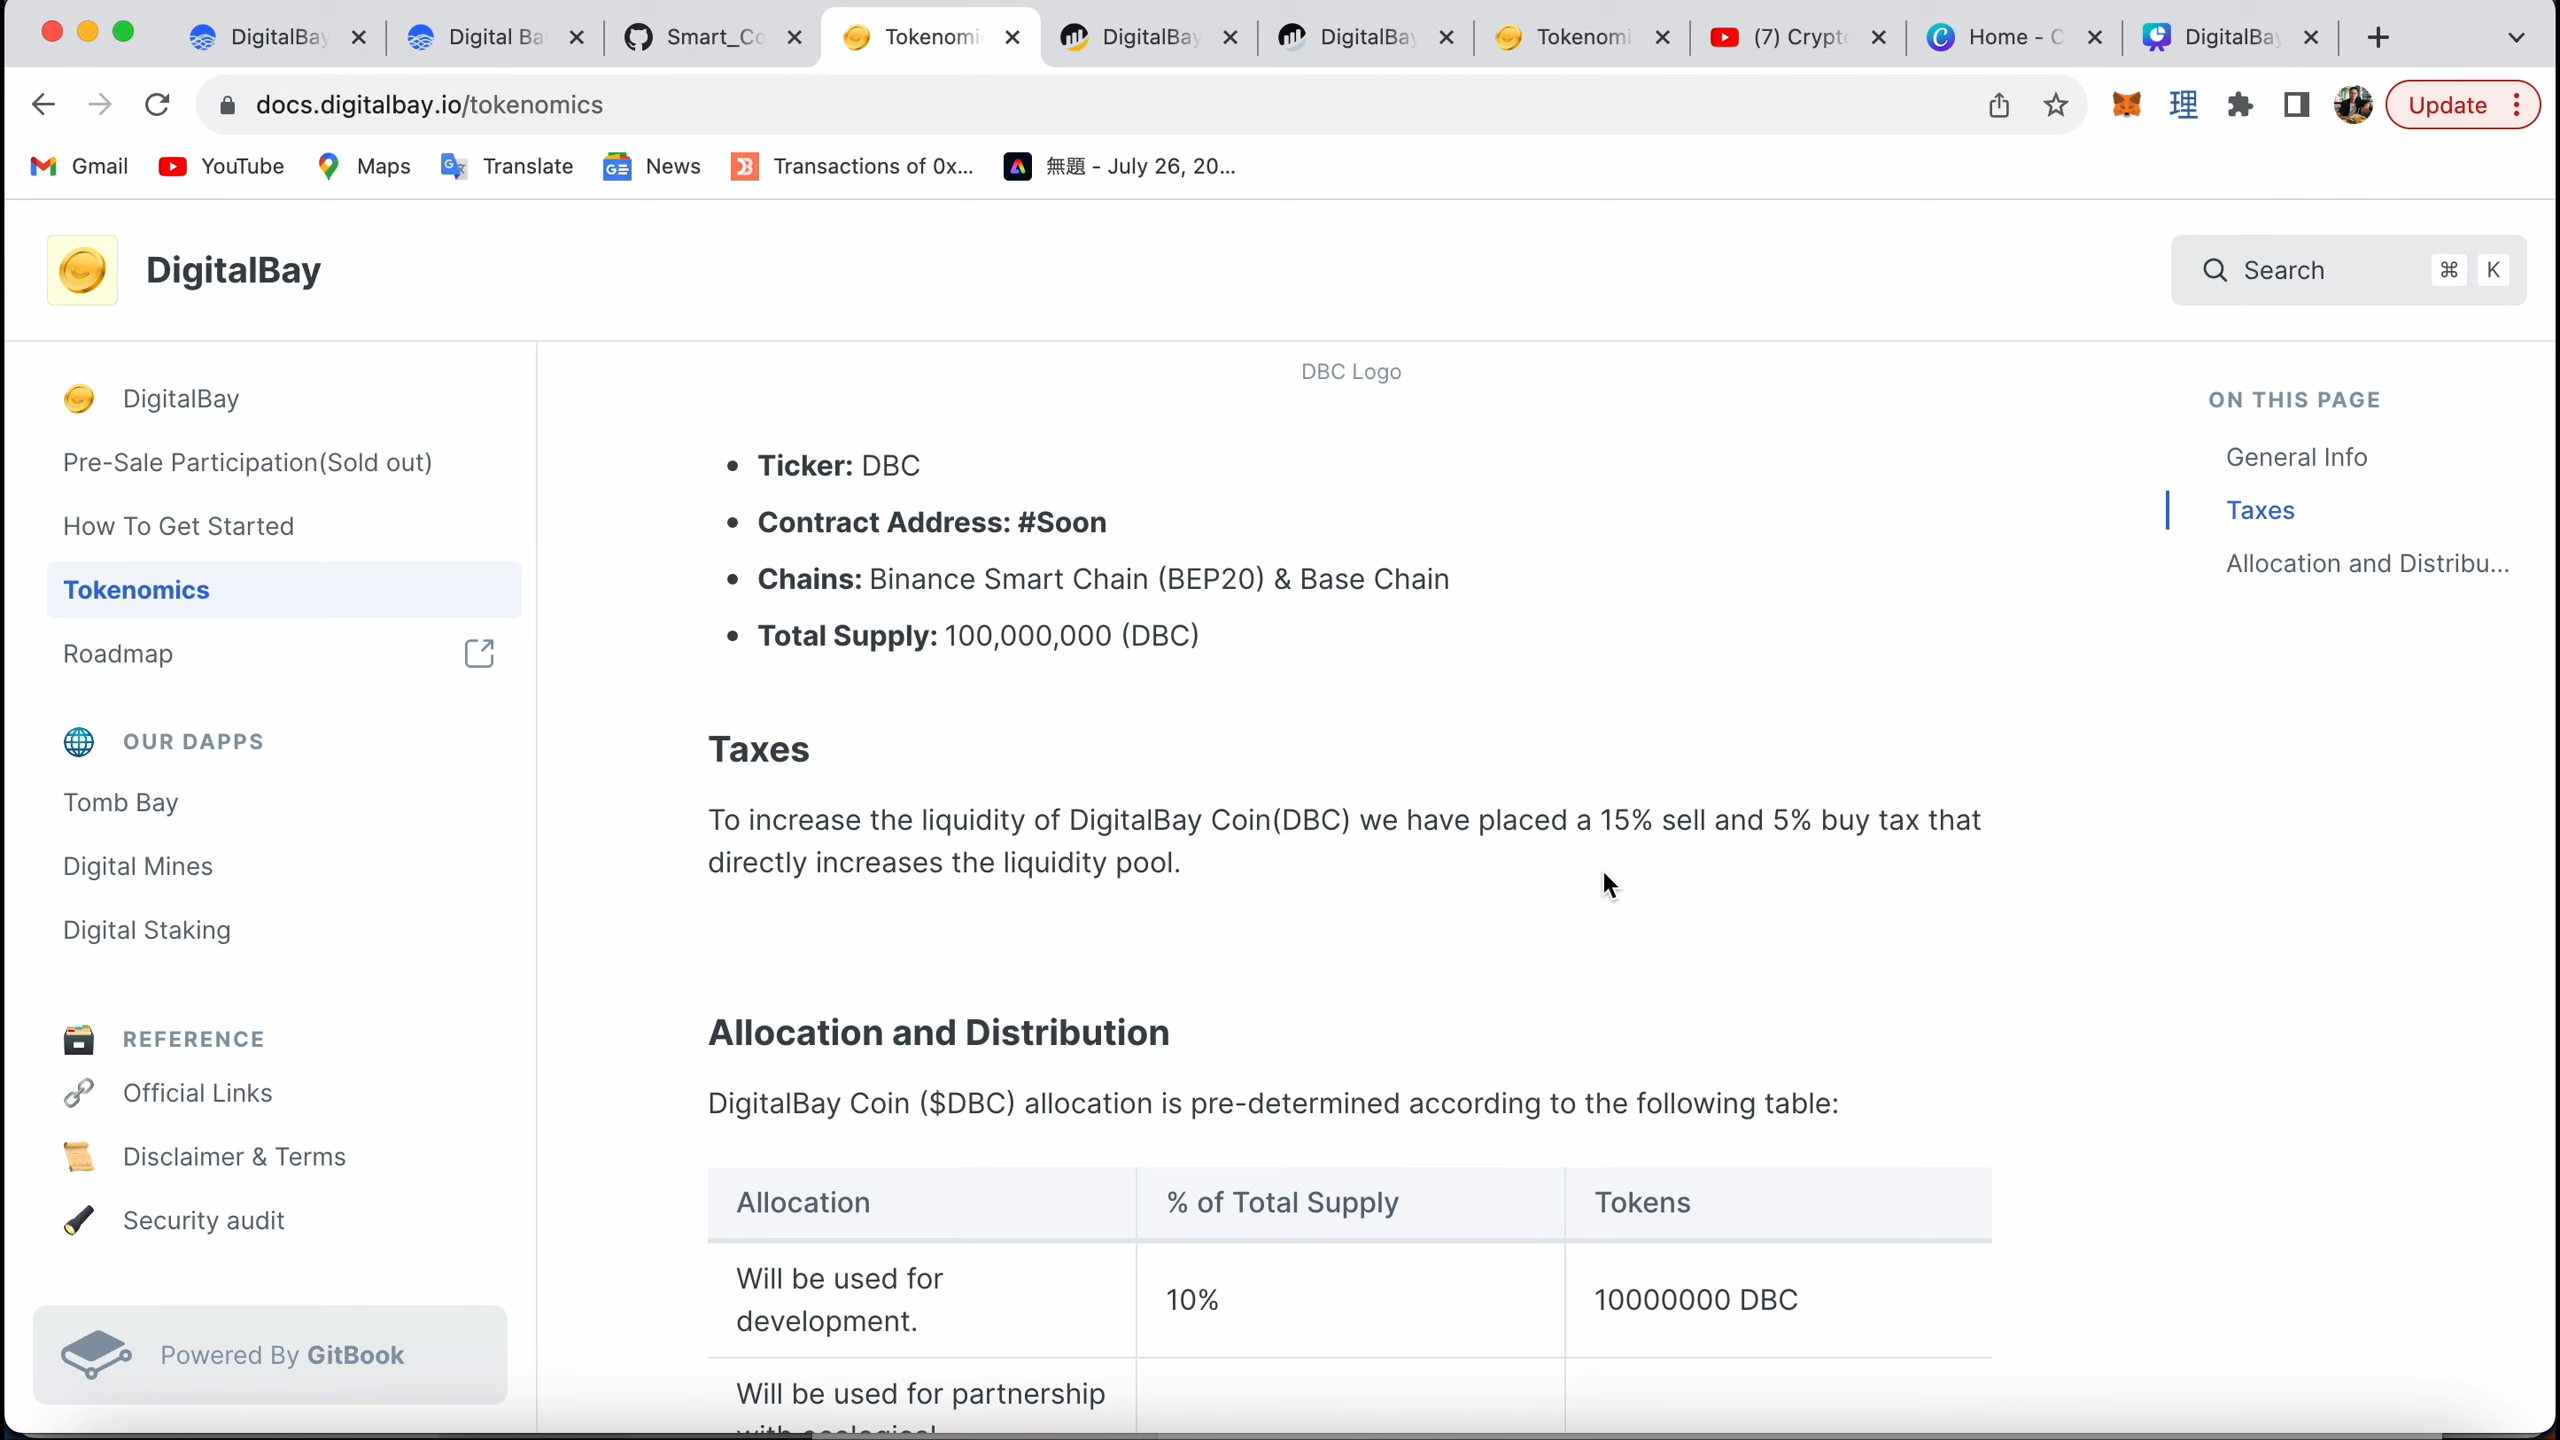 DigitalBay
Digital Ba
Smart_Co
Tokenomi
DigitalBay
DigitalBay
Tokenomi
(7) Crypto
Home - C
DigitalBay
docs.digitalbay.io/tokenomics
理
Update
Gmail
YouTube
Maps
Translate
News
Transactions of 0x...
無題 - July 26, 20...
DigitalBay
Search
⌘ K
DigitalBay
Pre-Sale Participation(Sold out)
How To Get Started
Tokenomics
Roadmap
OUR DAPPS
Tomb Bay
Digital Mines
Digital Staking
REFERENCE
Official Links
Disclaimer & Terms
Security audit
Powered By GitBook
DBC Logo
• Ticker: DBC
• Contract Address: #Soon
• Chains: Binance Smart Chain (BEP20) & Base Chain
• Total Supply: 100,000,000 (DBC)
Taxes
To increase the liquidity of DigitalBay Coin(DBC) we have placed a 15% sell and 5% buy tax that
directly increases the liquidity pool.
Allocation and Distribution
DigitalBay Coin ($DBC) allocation is pre-determined according to the following table:
Allocation
% of Total Supply
Tokens
Will be used for
development.
10%
10000000 DBC
Will be used for partnership
ON THIS PAGE
General Info
Taxes
Allocation and Distribu...